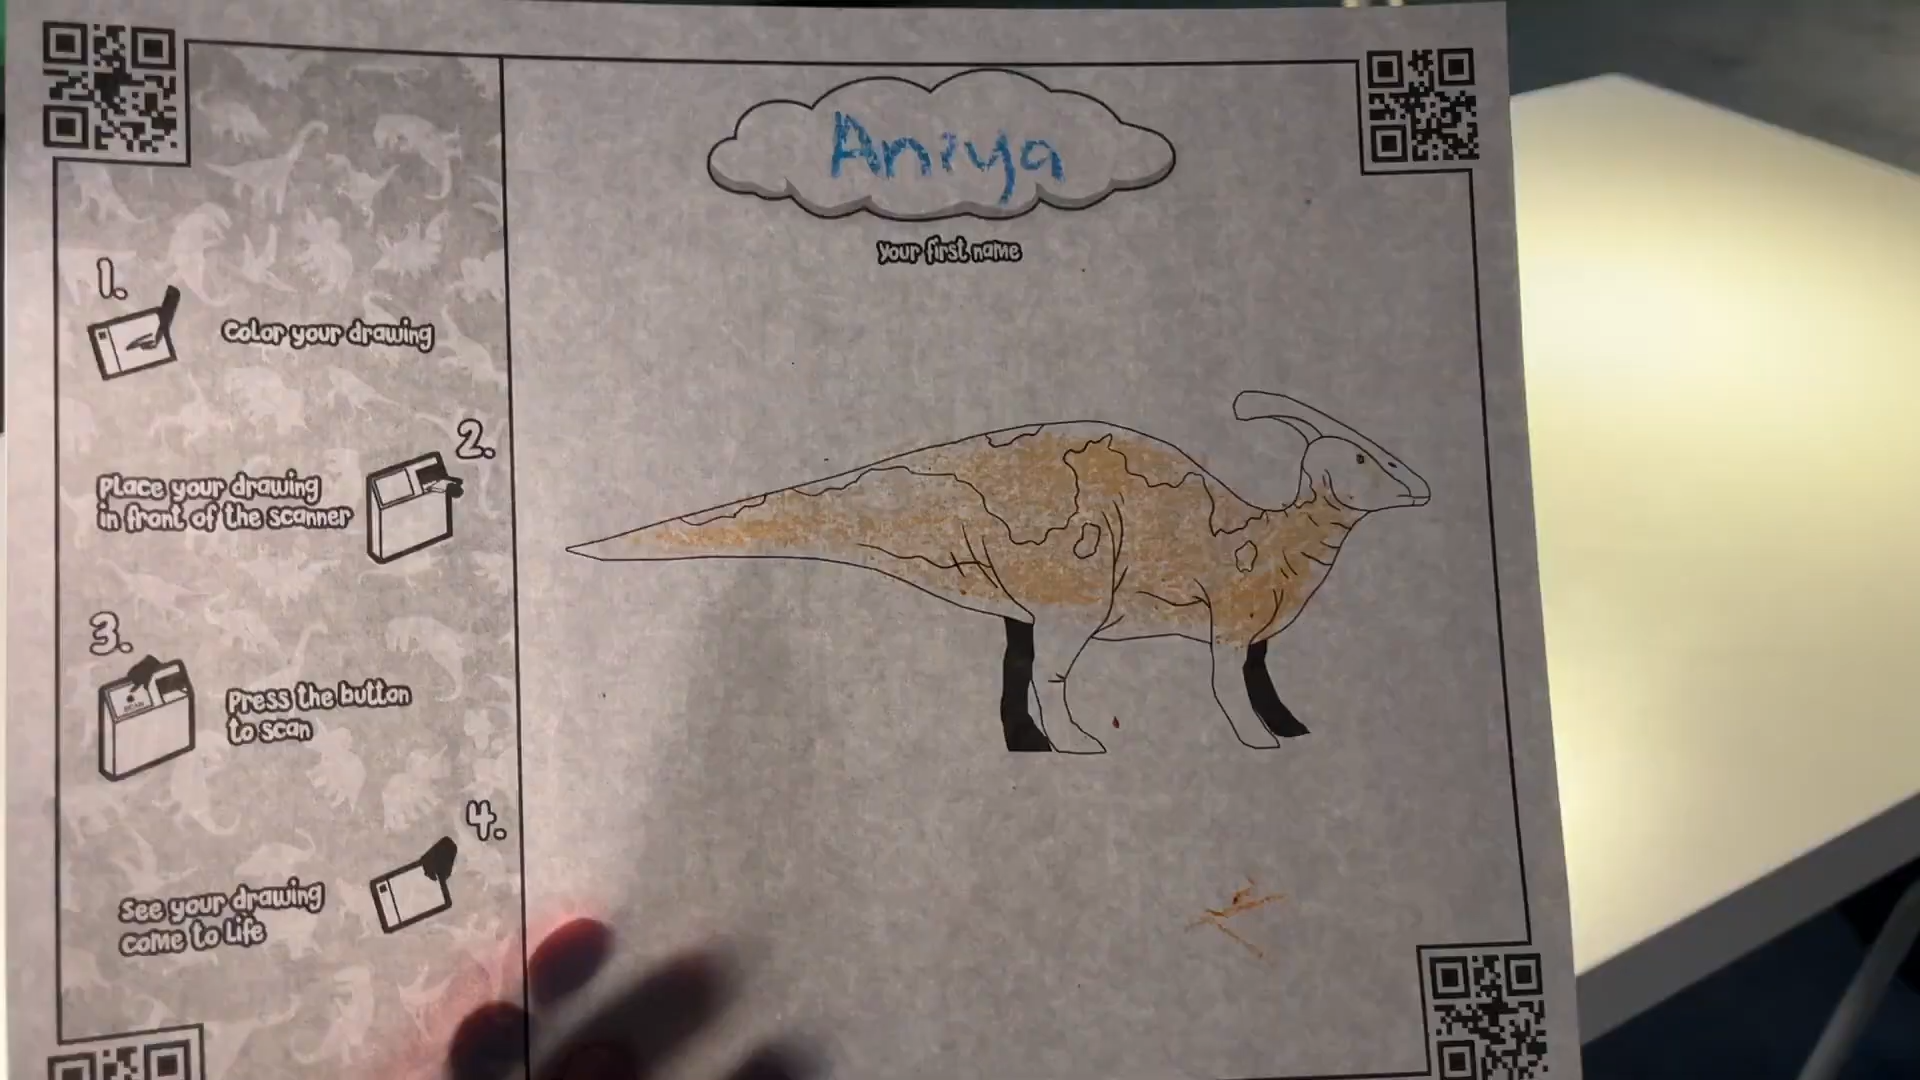 Aniya
your first name
1.
Color your drawing
2.
Place your drawing
in front of the scanner
3.
Press the button
to scan
4.
See your drawing
come to life